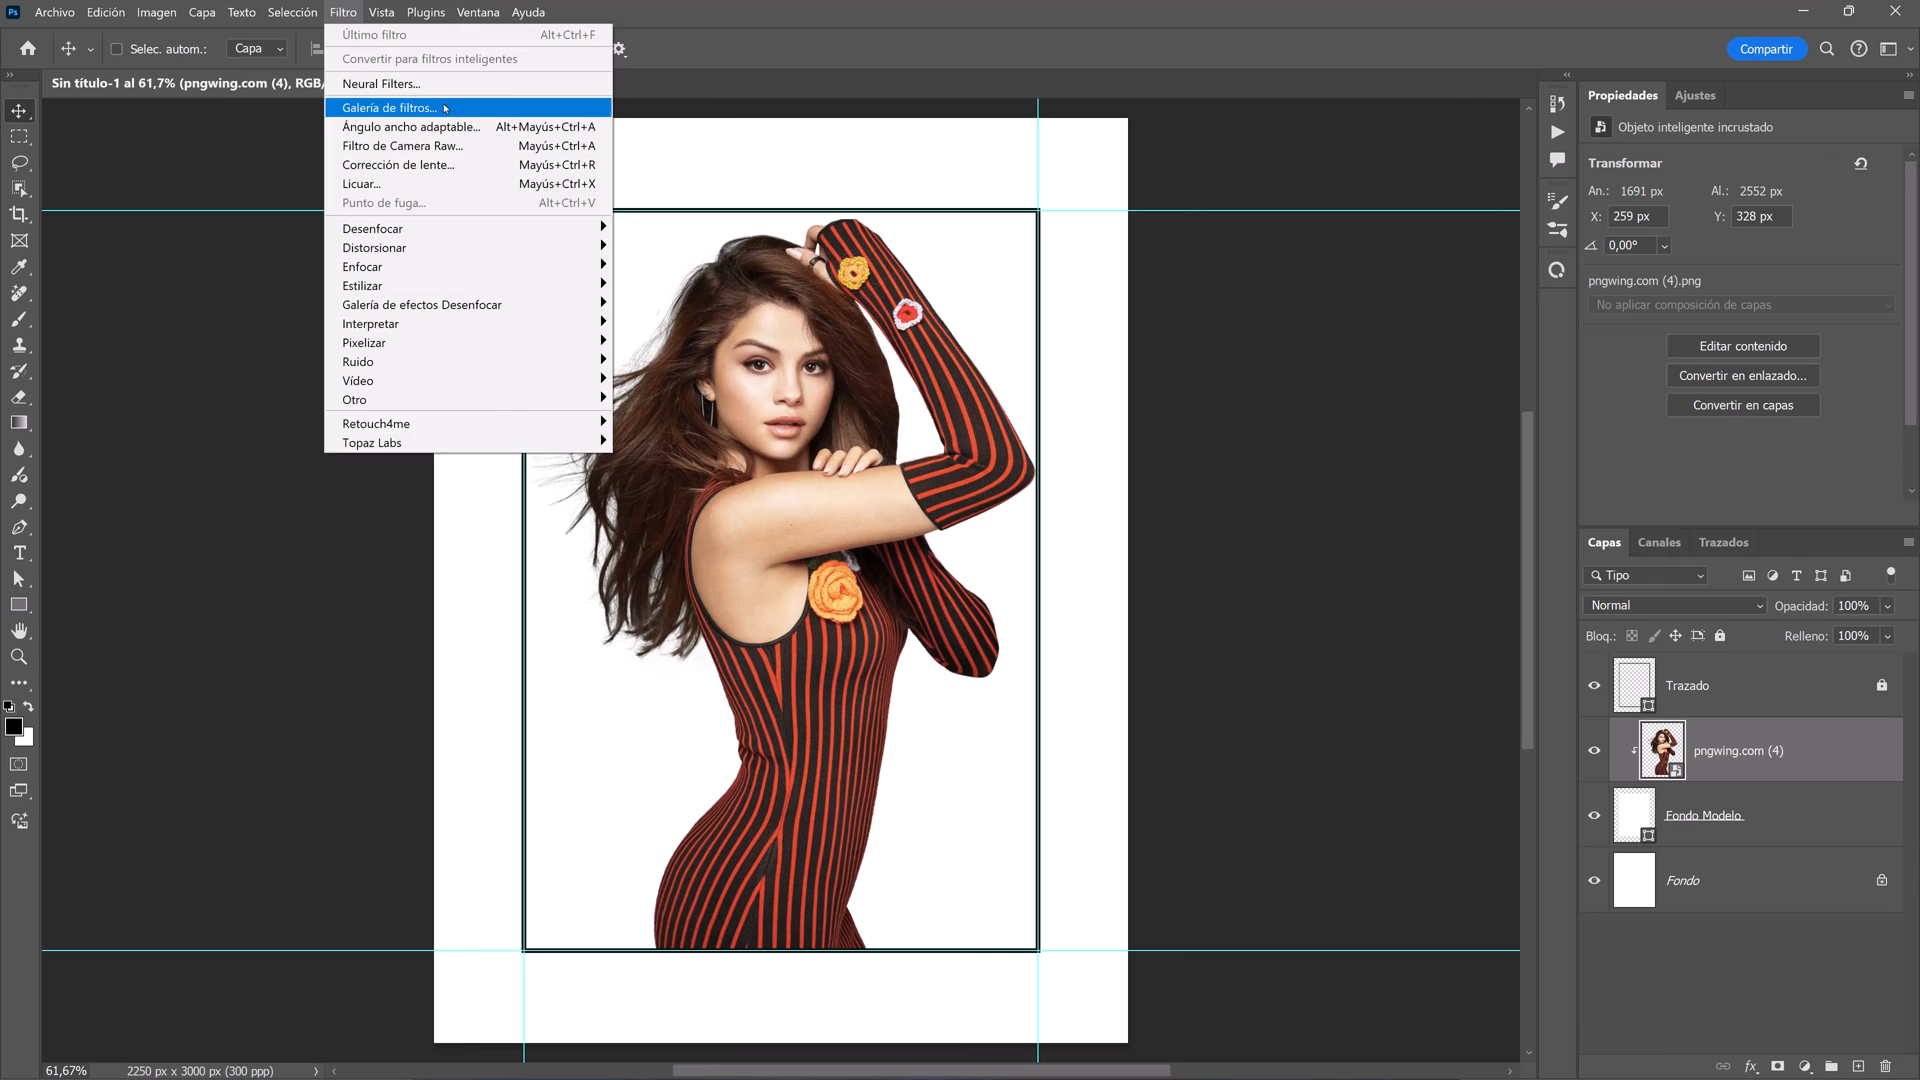 Ps Archivo Edición Imagen Capa Texto Selección Filtro Vista Plugins Ventana Ayuda
Selec. autom.: Capa
Compartir
Sin título-1 al 61,7% (pngwing.com (4), RGB/
Último filtro Alt+Ctrl+F
Convertir para filtros inteligentes
Neural Filters...
Galería de filtros...
Ángulo ancho adaptable... Alt+Mayús+Ctrl+A
Filtro de Camera Raw... Mayús+Ctrl+A
Corrección de lente... Mayús+Ctrl+R
Licuar... Mayús+Ctrl+X
Punto de fuga... Alt+Ctrl+V
Desenfocar
Distorsionar
Enfocar
Estilizar
Galería de efectos Desenfocar
Interpretar
Pixelizar
Ruido
Vídeo
Otro
Retouch4me
Topaz Labs
Propiedades Ajustes
Objeto inteligente incrustado
Transformar
An.: 1691 px Al.: 2552 px
X: 259 px Y: 328 px
0,00°
pngwing.com (4).png
No aplicar composición de capas
Editar contenido
Convertir en enlazado...
Convertir en capas
Capas Canales Trazados
Tipo
Normal Opacidad: 100%
Bloq.: Relleno: 100%
Trazado
pngwing.com (4)
Fondo Modelo
Fondo
fx
61,67% 2250 px x 3000 px (300 ppp)